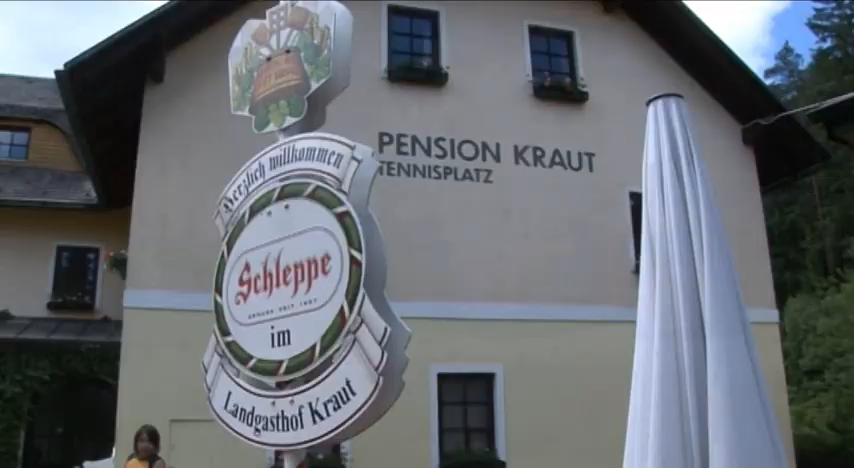 PENSION KRAUT
TENNISPLATZ
Herzlich willkommen
Schleppe
im
Landgasthof Kraut